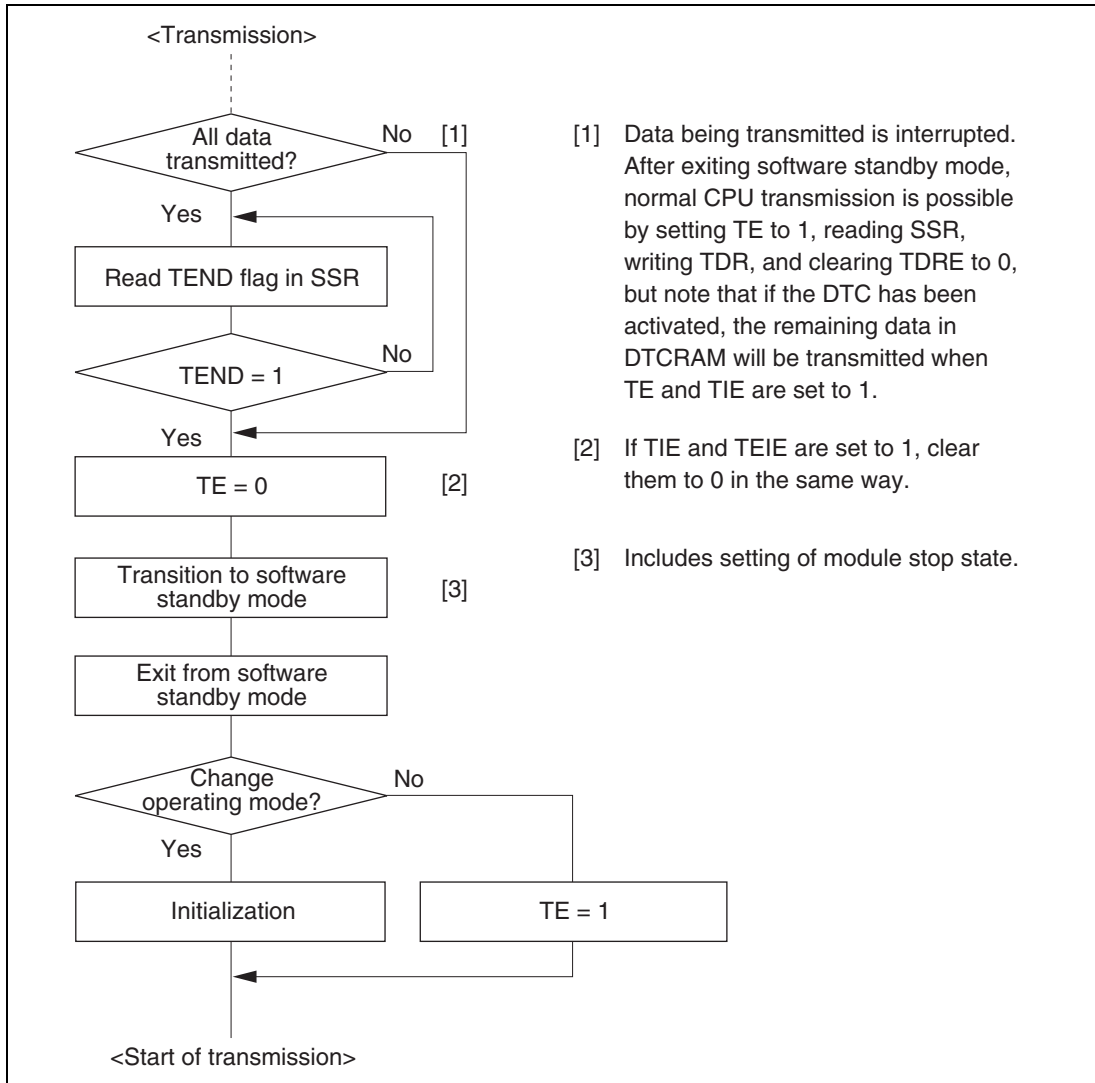 <Transmission>
All data
transmitted?
No
[1]
Yes
Read TEND flag in SSR
TEND = 1
No
Yes
TE = 0
[2]
Transition to software
standby mode
[3]
Exit from software
standby mode
Change
operating mode?
No
Yes
Initialization
TE = 1
<Start of transmission>
[1] Data being transmitted is interrupted.
After exiting software standby mode,
normal CPU transmission is possible
by setting TE to 1, reading SSR,
writing TDR, and clearing TDRE to 0,
but note that if the DTC has been
activated, the remaining data in
DTCRAM will be transmitted when
TE and TIE are set to 1.
[2] If TIE and TEIE are set to 1, clear
them to 0 in the same way.
[3] Includes setting of module stop state.